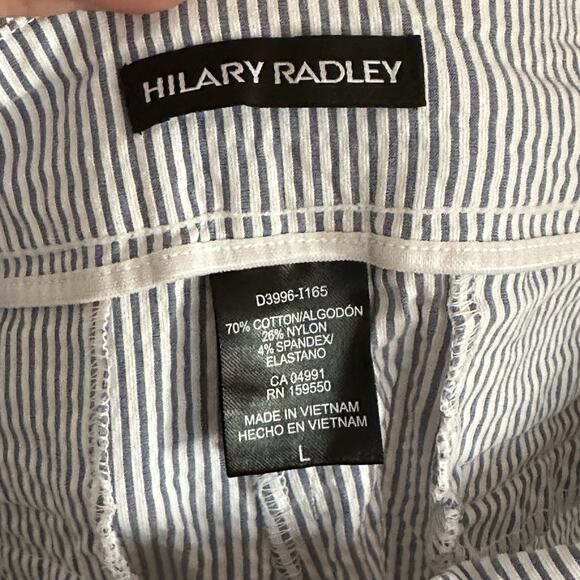 HILARY RADLEY
D3996-I165
70% COTTON/ALGODÓN
26% NYLON
4% SPANDEX/
ELASTANO
CA 04991
RN 159550
MADE IN VIETNAM
HECHO EN VIETNAM
L